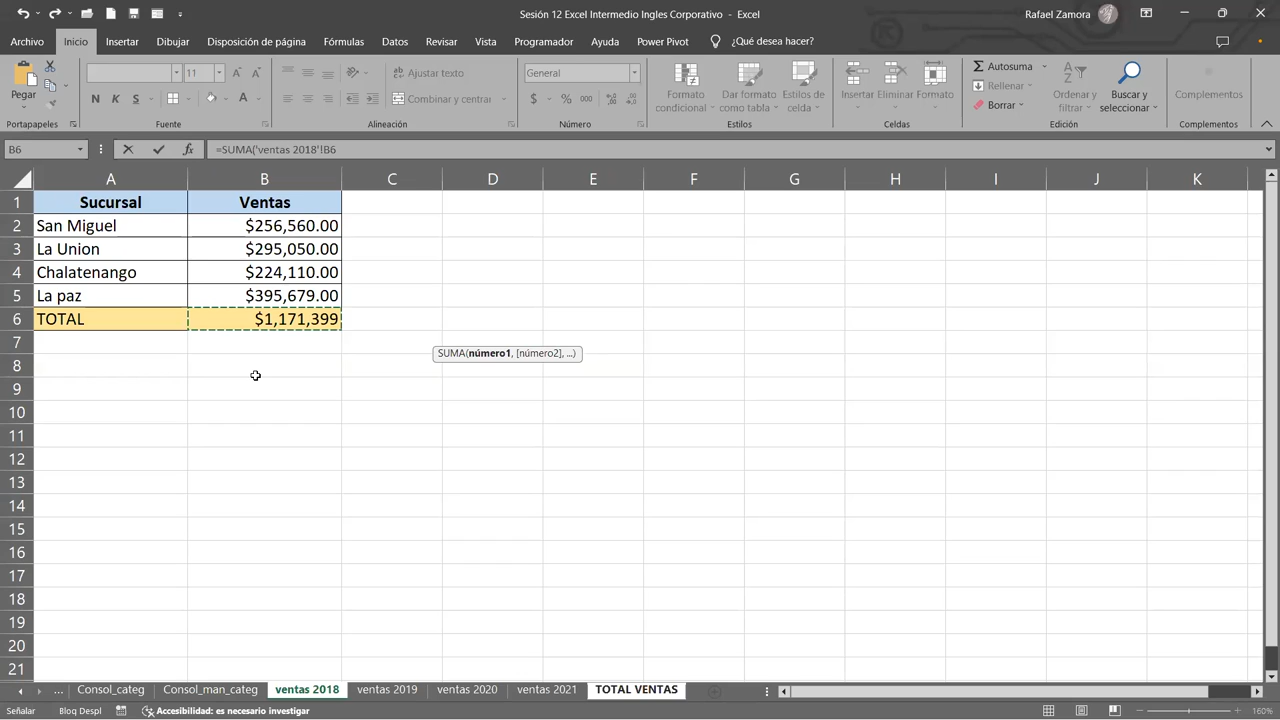 Sesión 12 Excel Intermedio Ingles Corporativo - Excel
Rafael Zamora
Archivo Inicio Insertar Dibujar Disposición de página Fórmulas Datos Revisar Vista Programador Ayuda Power Pivot ¿Qué desea hacer?
Pegar
Portapapeles
11
N K S
Fuente
Ajustar texto
Combinar y centrar
Alineación
General
$ % 000
Número
Formato condicional
Dar formato como tabla
Estilos de celda
Estilos
Insertar Eliminar Formato
Celdas
Autosuma
Rellenar
Borrar
Ordenar y filtrar
Buscar y seleccionar
Edición
Complementos
Complementos
B6 =SUMA('ventas 2018'!B6
A B C D E F G H I J K
1 Sucursal Ventas
2 San Miguel $256,560.00
3 La Union $295,050.00
4 Chalatenango $224,110.00
5 La paz $395,679.00
6 TOTAL $1,171,399
7
SUMA(número1, [número2], ...)
8
9
10
11
12
13
14
15
16
17
18
19
20
21
... Consol_categ Consol_man_categ ventas 2018 ventas 2019 ventas 2020 ventas 2021 TOTAL VENTAS
Señalar Bloq Despl Accesibilidad: es necesario investigar 160%